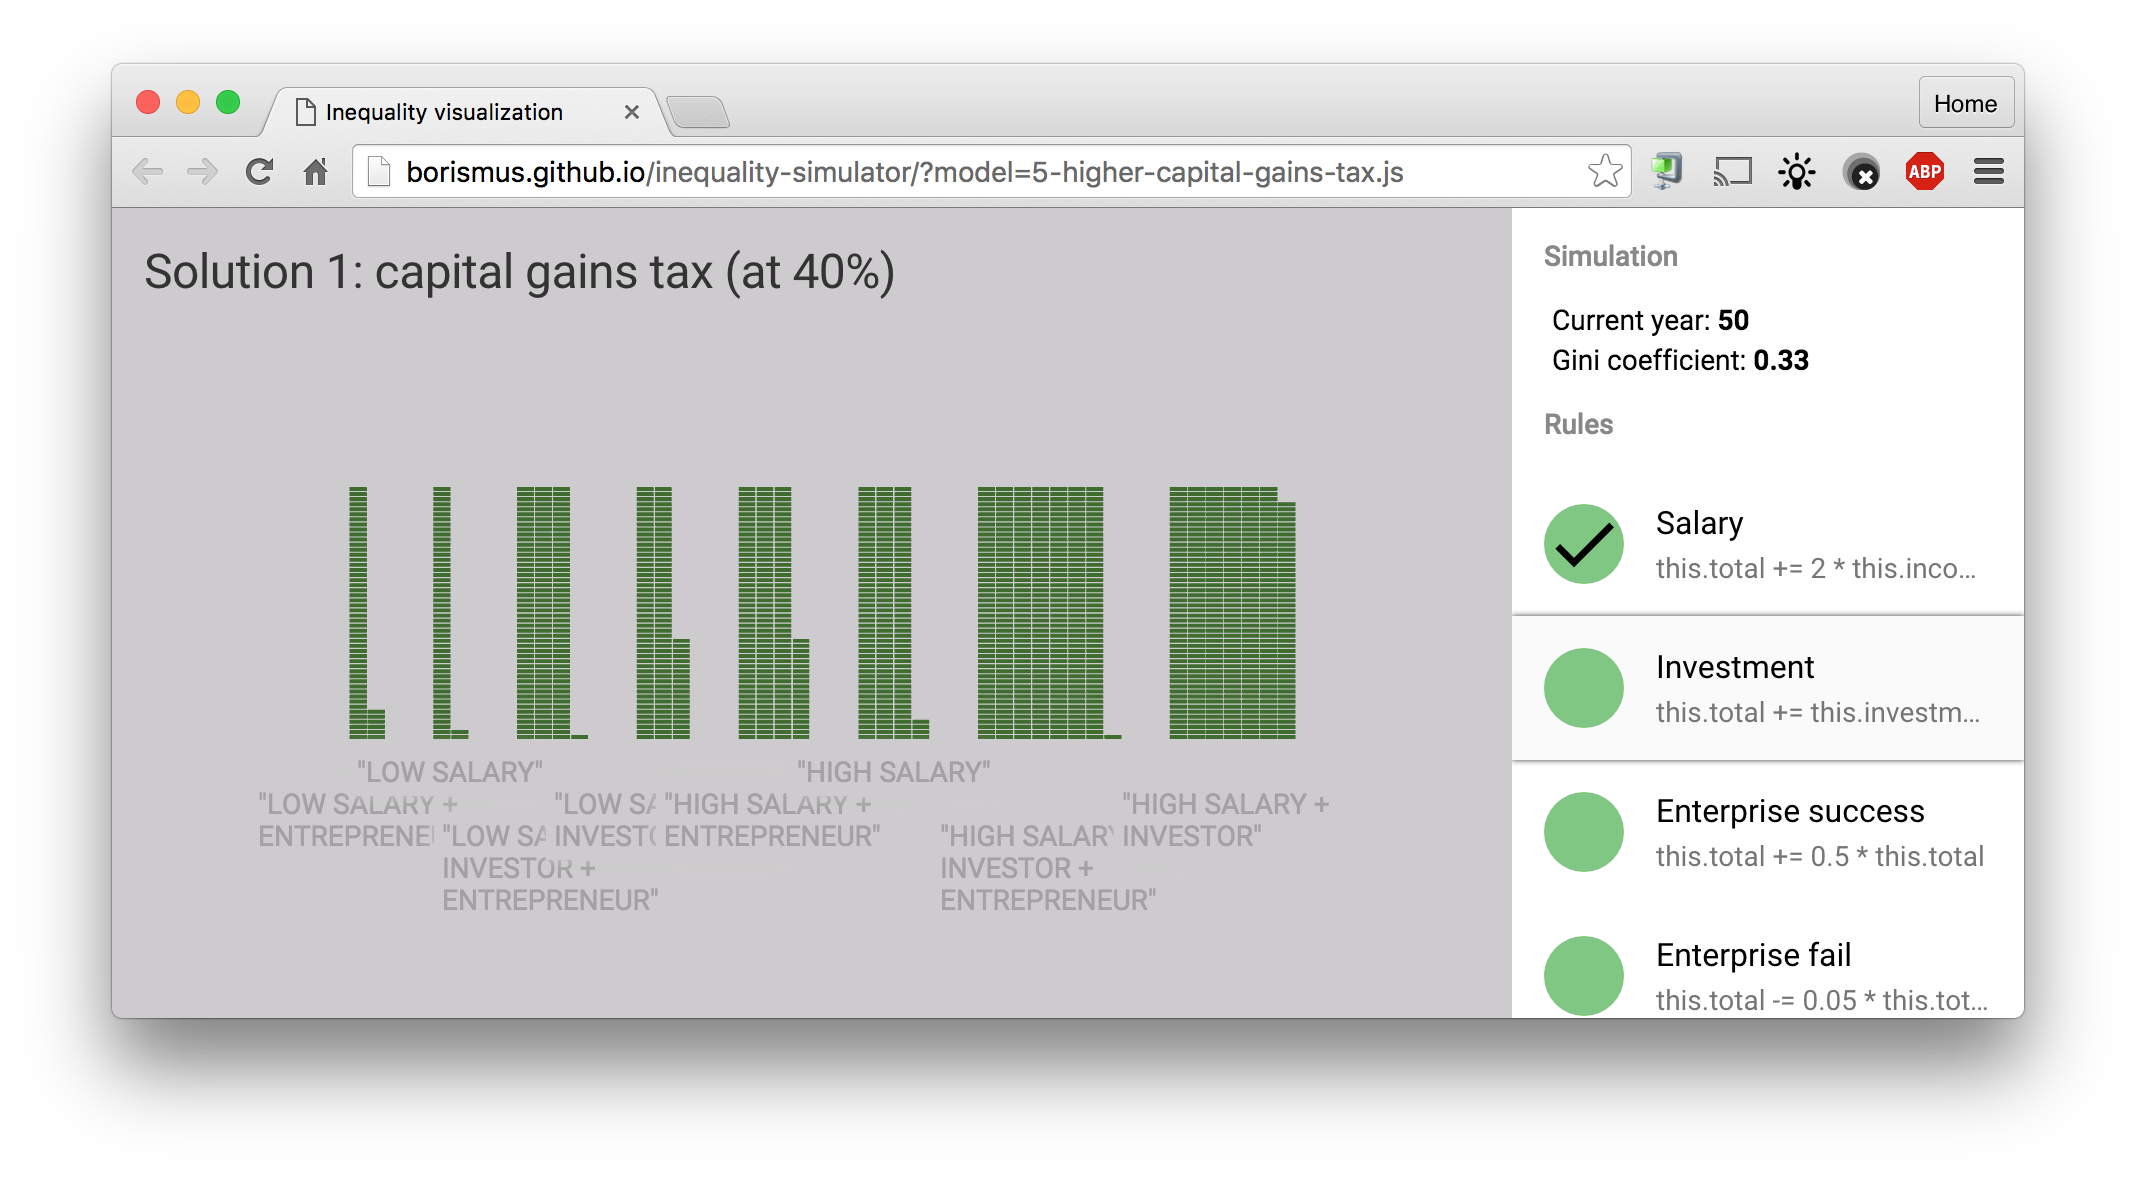 Inequality visualization
Home
borismus.github.io/inequality-simulator/?model=5-higher-capital-gains-tax.js
ABP
Solution 1: capital gains tax (at 40%)
Simulation
Current year: 50
Gini coefficient: 0.33
Rules
Salary
this.total += 2 * this.inco…
Investment
this.total += this.investm…
Enterprise success
this.total += 0.5 * this.total
Enterprise fail
this.total -= 0.05 * this.tot…
"LOW SALARY"
"HIGH SALARY"
"LOW SALARY +
ENTREPRENE
"LOW SA
INVESTOR +
ENTREPRENEUR"
"LOW SA
INVEST
"HIGH SALARY +
ENTREPRENEUR"
"HIGH SALARY
INVESTOR +
ENTREPRENEUR"
"HIGH SALARY +
INVESTOR"